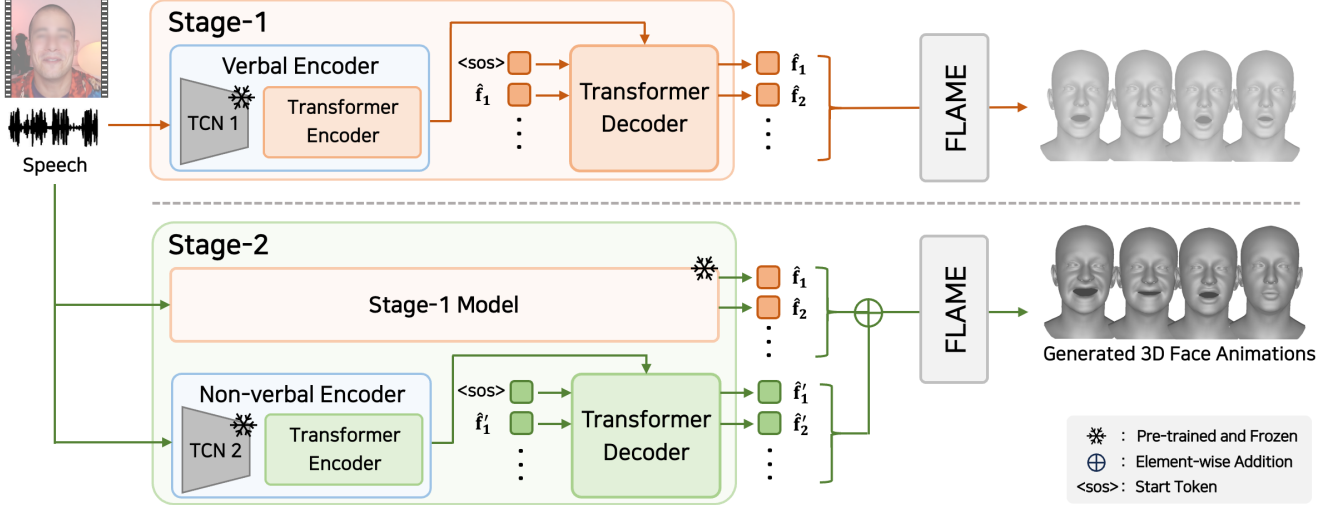 Stage-1
Verbal Encoder
TCN 1
Transformer
Encoder
<sos>
f̂₁
Transformer
Decoder
f̂₁
f̂₂
FLAME
Speech
Stage-2
Stage-1 Model
f̂₁
f̂₂
Non-verbal Encoder
TCN 2
Transformer
Encoder
<sos>
f̂′₁
Transformer
Decoder
f̂′₁
f̂′₂
FLAME
Generated 3D Face Animations
: Pre-trained and Frozen
: Element-wise Addition
<sos> : Start Token